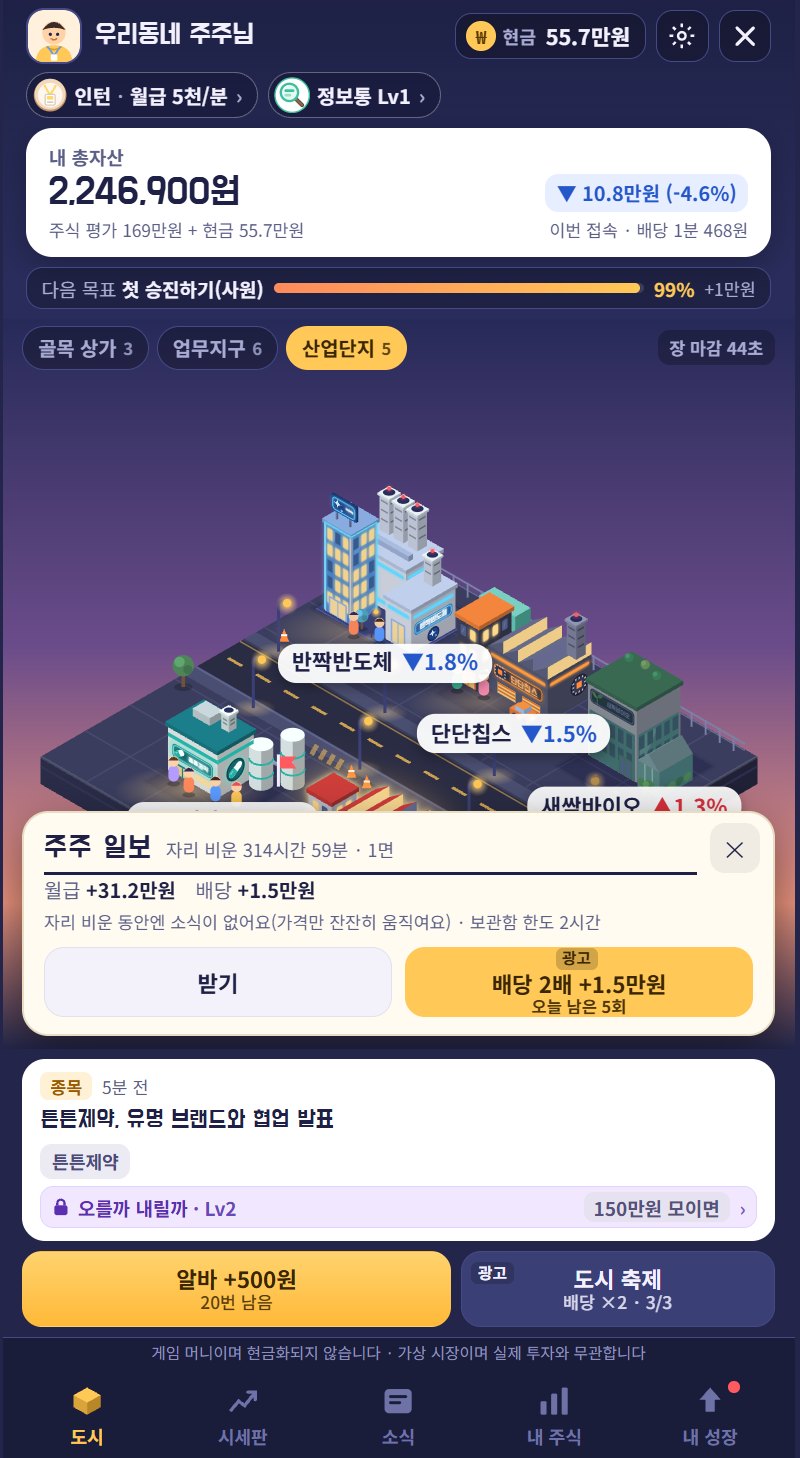 우리동네 주주님
₩ 현금 55.7만원
인턴 · 월급 5천/분 ›
정보통 Lv1 ›
내 총자산
2,246,900원
▼ 10.8만원 (-4.6%)
주식 평가 169만원 + 현금 55.7만원
이번 접속 · 배당 1분 468원
다음 목표 첫 승진하기(사원) 99% +1만원
골목 상가 3
업무지구 6
산업단지 5
장 마감 44초
반짝반도체 ▼1.8%
단단칩스 ▼1.5%
새싹바이오 ▲1.3%
주주 일보 자리 비운 314시간 59분 · 1면
월급 +31.2만원 배당 +1.5만원
자리 비운 동안엔 소식이 없어요(가격만 잔잔히 움직여요) · 보관함 한도 2시간
받기
광고
배당 2배 +1.5만원
오늘 남은 5회
종목 5분 전
튼튼제약, 유명 브랜드와 협업 발표
튼튼제약
오를까 내릴까 · Lv2
150만원 모이면 ›
알바 +500원
20번 남음
광고
도시 축제
배당 ×2 · 3/3
게임 머니이며 현금화되지 않습니다 · 가상 시장이며 실제 투자와 무관합니다
도시
시세판
소식
내 주식
내 성장